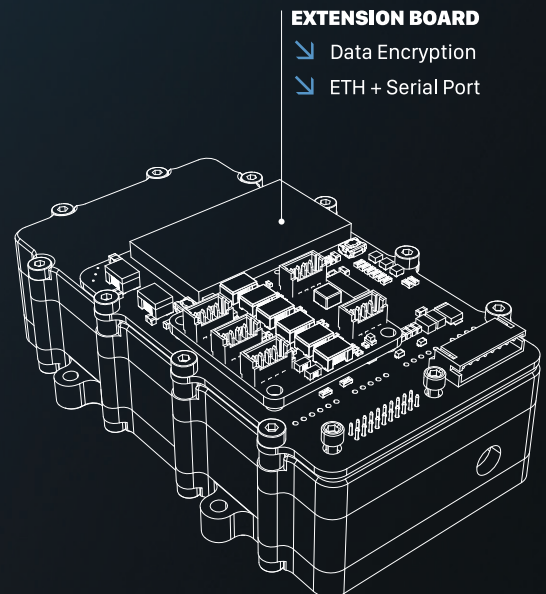 EXTENSION BOARD
Data Encryption
ETH + Serial Port